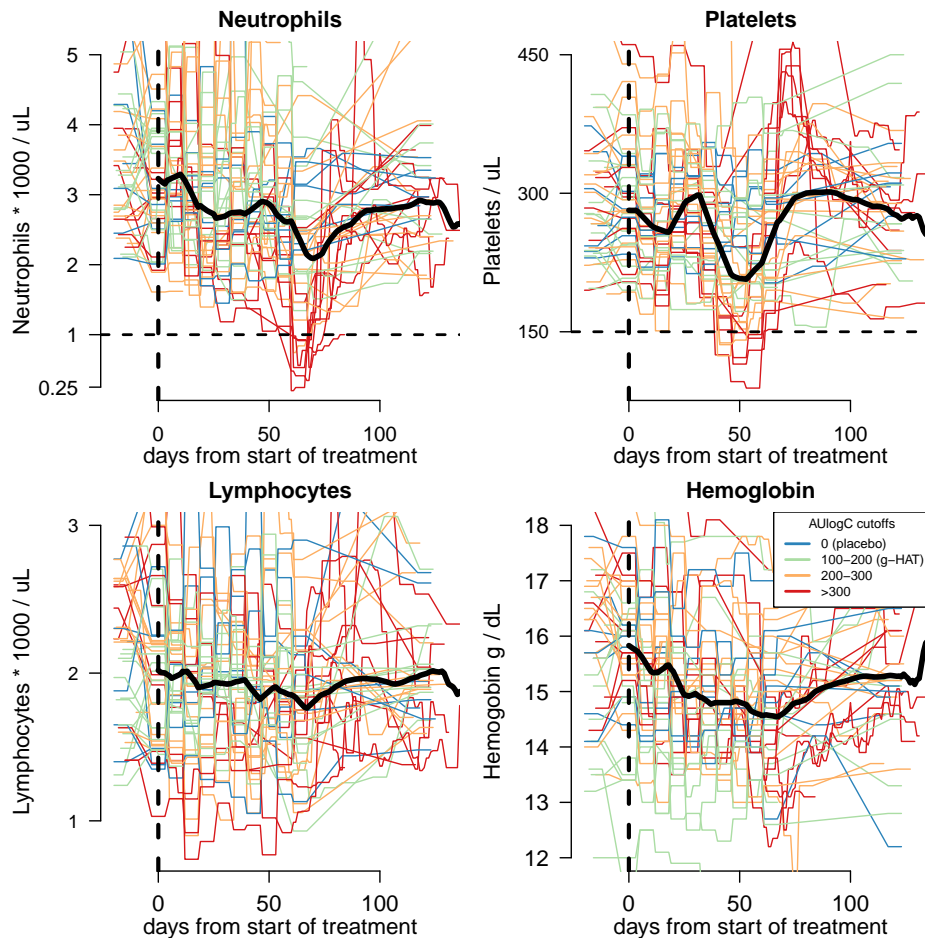 Neutrophils
Neutrophils * 1000 / uL
5
4
3
2
1
0.25
0 50 100
days from start of treatment
Platelets
Platelets / uL
450
300
150
0 50 100
days from start of treatment
Lymphocytes
Lymphocytes* 1000 / uL
3
2
1
0 50 100
days from start of treatment
Hemoglobin
Hemogobin g / dL
18
17
16
15
14
13
12
AUlogC cutoffs
0 (placebo)
100−200 (g−HAT)
200−300
>300
0 50 100
days from start of treatment